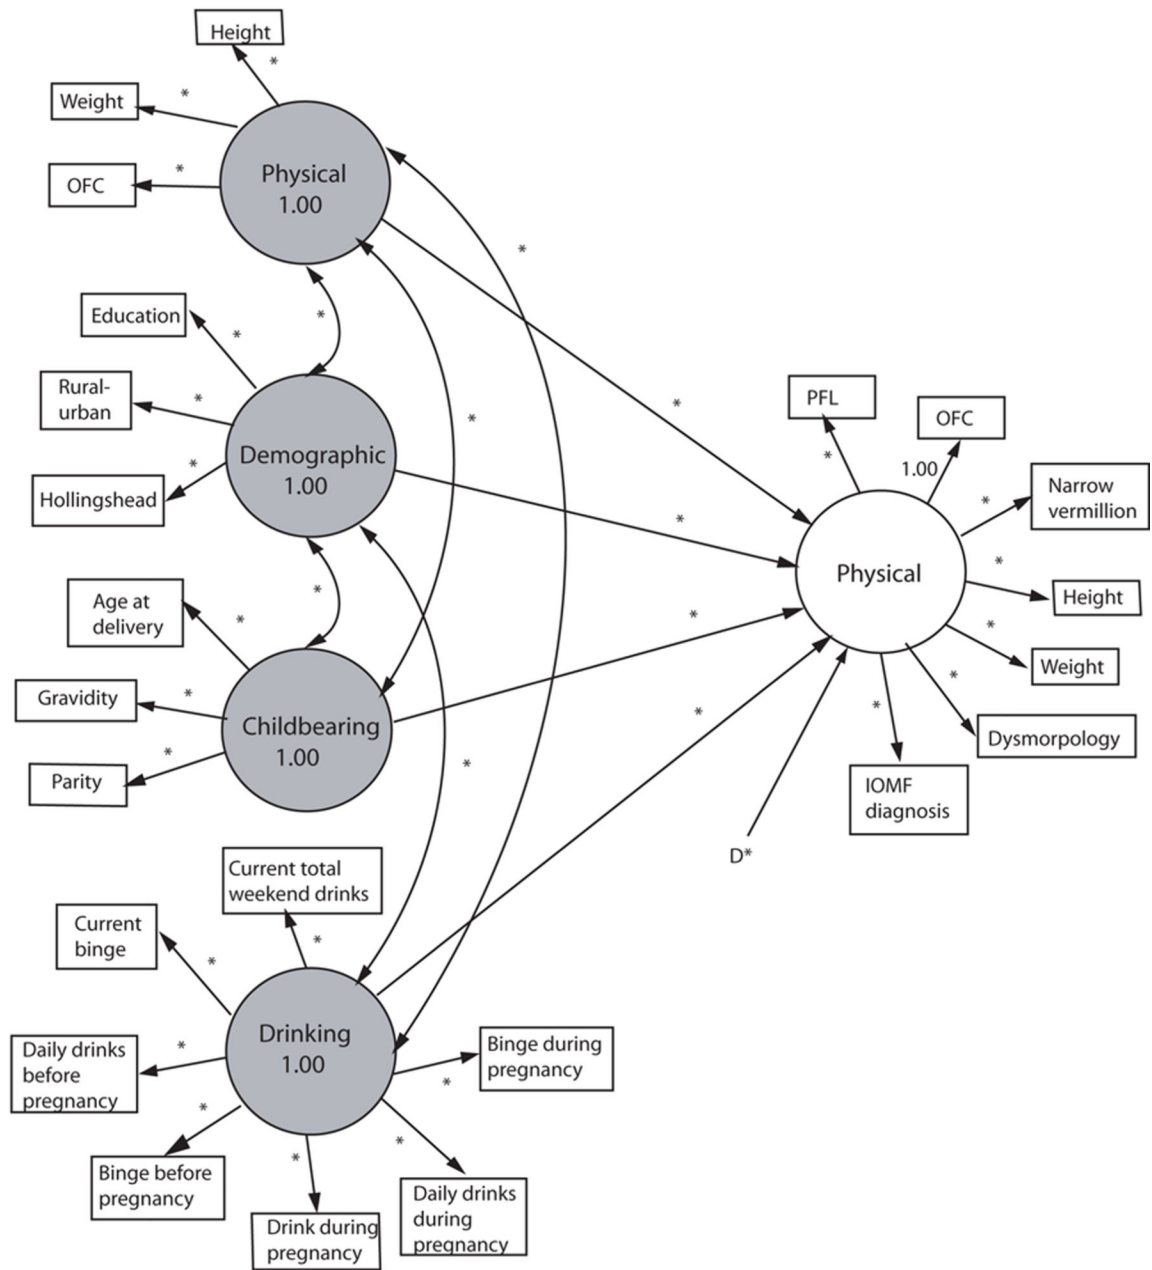 Height
*
Weight
*
OFC
*
Physical
1.00
*
Education
*
*
Rural-
urban
*
*
*
Demographic
1.00
Hollingshead
*
*
PFL
*
OFC
1.00
*
Narrow
vermillion
*
Physical
*
Height
*
Weight
*
Dysmorpology
*
IOMF
diagnosis
D*
*
Age at
delivery
*
*
Gravidity
*
Childbearing
1.00
Parity
*
*
*
Current total
weekend drinks
*
Current
binge
*
Drinking
1.00
Daily drinks
before
pregnancy
*
Binge during
pregnancy
*
Binge before
pregnancy
*
Drink during
pregnancy
*
Daily drinks
during
pregnancy
*